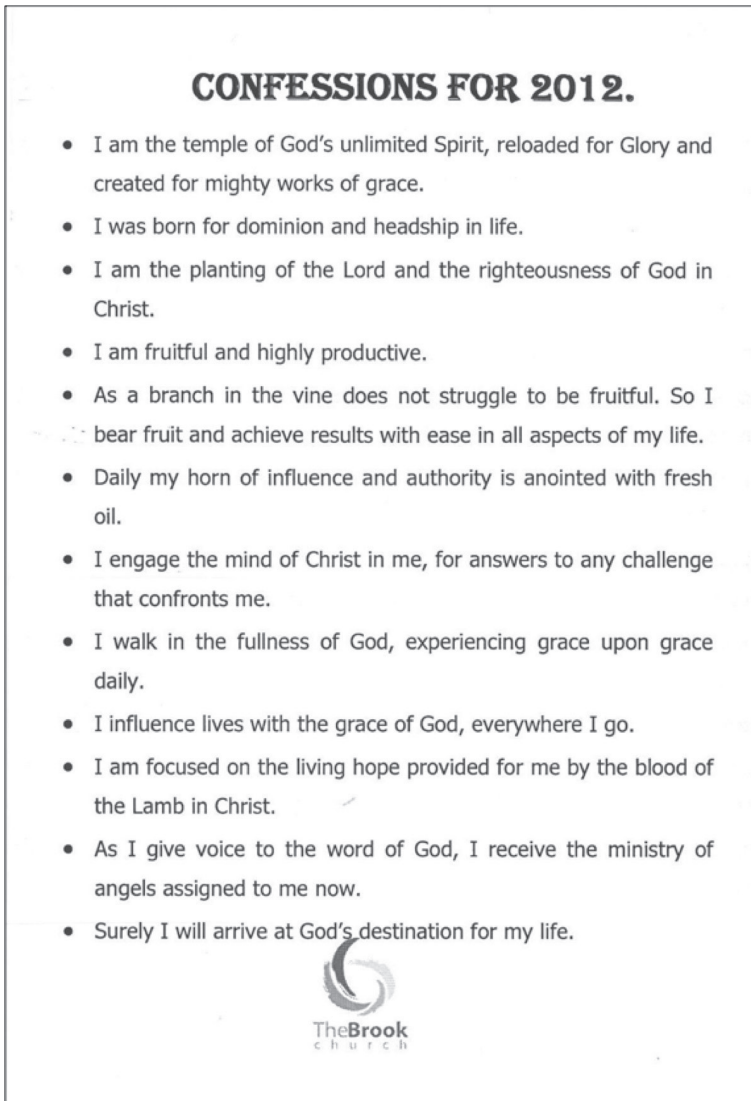 CONFESSIONS FOR 2012.
• I am the temple of God's unlimited Spirit, reloaded for Glory and
created for mighty works of grace.
• I was born for dominion and headship in life.
• I am the planting of the Lord and the righteousness of God in
Christ.
• I am fruitful and highly productive.
• As a branch in the vine does not struggle to be fruitful. So I
bear fruit and achieve results with ease in all aspects of my life.
• Daily my horn of influence and authority is anointed with fresh
oil.
• I engage the mind of Christ in me, for answers to any challenge
that confronts me.
• I walk in the fullness of God, experiencing grace upon grace
daily.
• I influence lives with the grace of God, everywhere I go.
• I am focused on the living hope provided for me by the blood of
the Lamb in Christ.
• As I give voice to the word of God, I receive the ministry of
angels assigned to me now.
• Surely I will arrive at God's destination for my life.
TheBrook
church